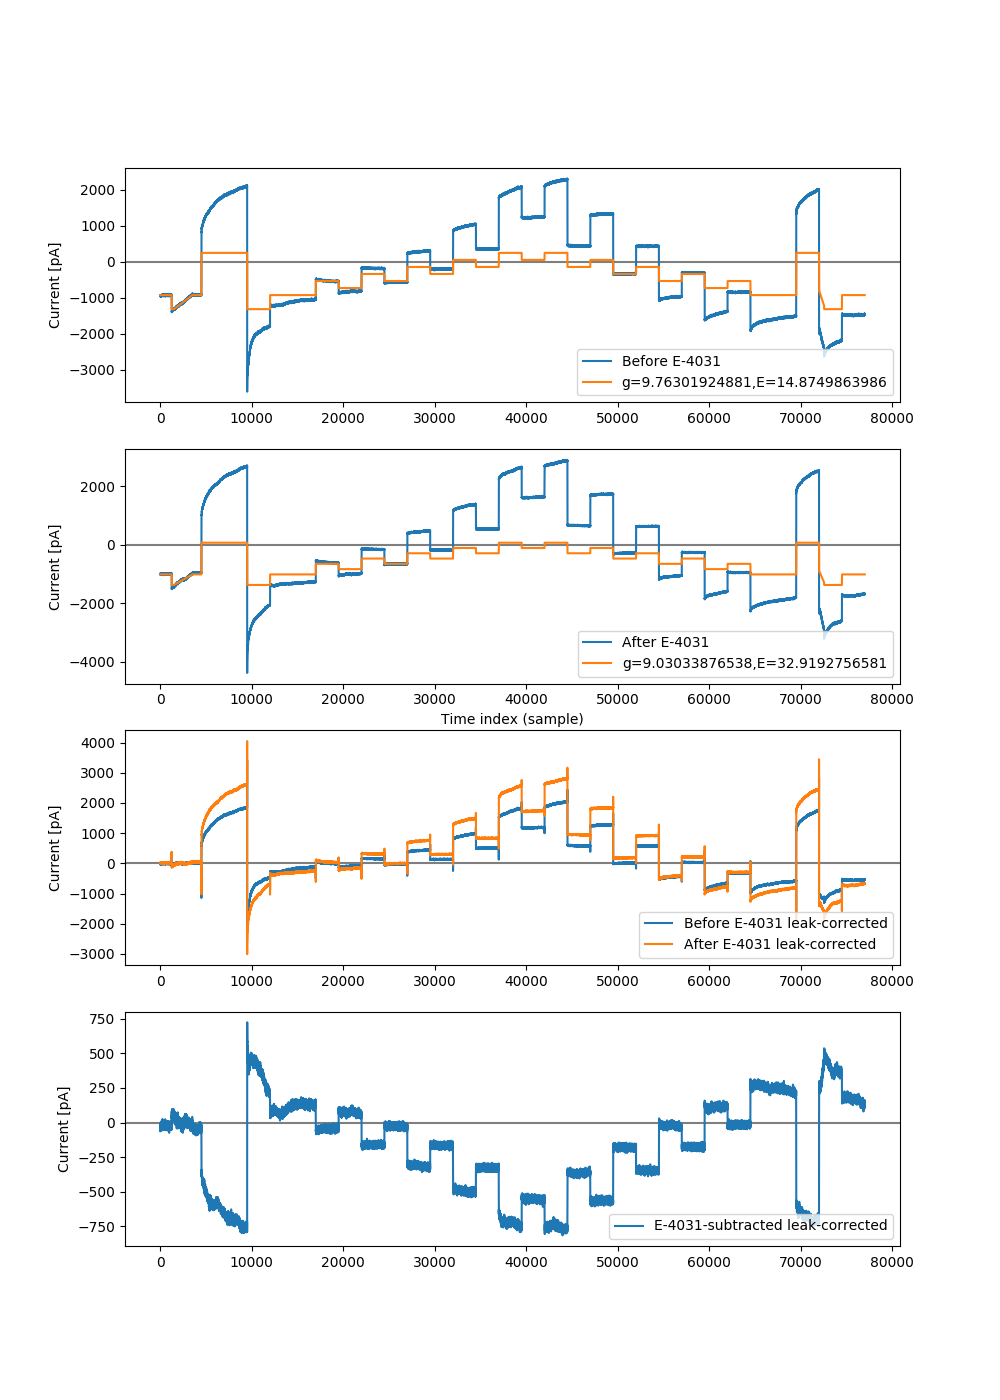 2000
1000
0
−1000
−2000
−3000
Current [pA]
Before E-4031
g=9.76301924881,E=14.8749863986
0 10000 20000 30000 40000 50000 60000 70000 80000
2000
0
−2000
−4000
Current [pA]
After E-4031
g=9.03033876538,E=32.9192756581
0 10000 20000 30000 40000 50000 60000 70000 80000
Time index (sample)
4000
3000
2000
1000
0
−1000
−2000
−3000
Current [pA]
Before E-4031 leak-corrected
After E-4031 leak-corrected
0 10000 20000 30000 40000 50000 60000 70000 80000
750
500
250
0
−250
−500
−750
Current [pA]
E-4031-subtracted leak-corrected
0 10000 20000 30000 40000 50000 60000 70000 80000